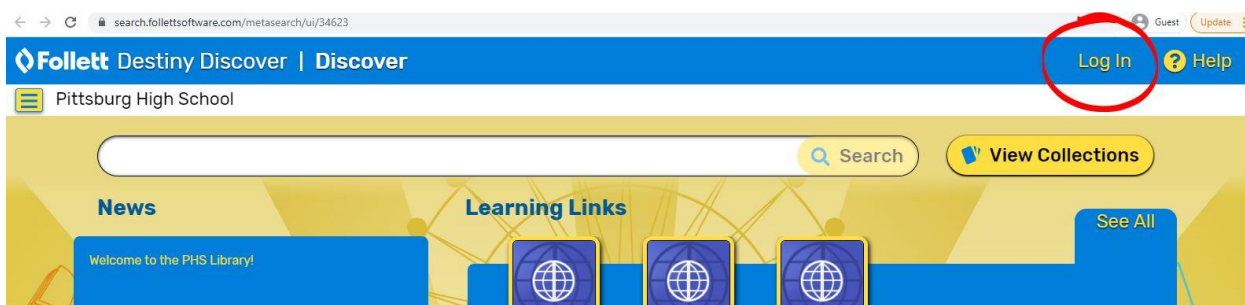 search.follettsoftware.com/metasearch/ui/34623 Guest Update
Follett Destiny Discover | Discover Log In ? Help
Pittsburg High School
Search View Collections
News Learning Links See All
Welcome to the PHS Library!